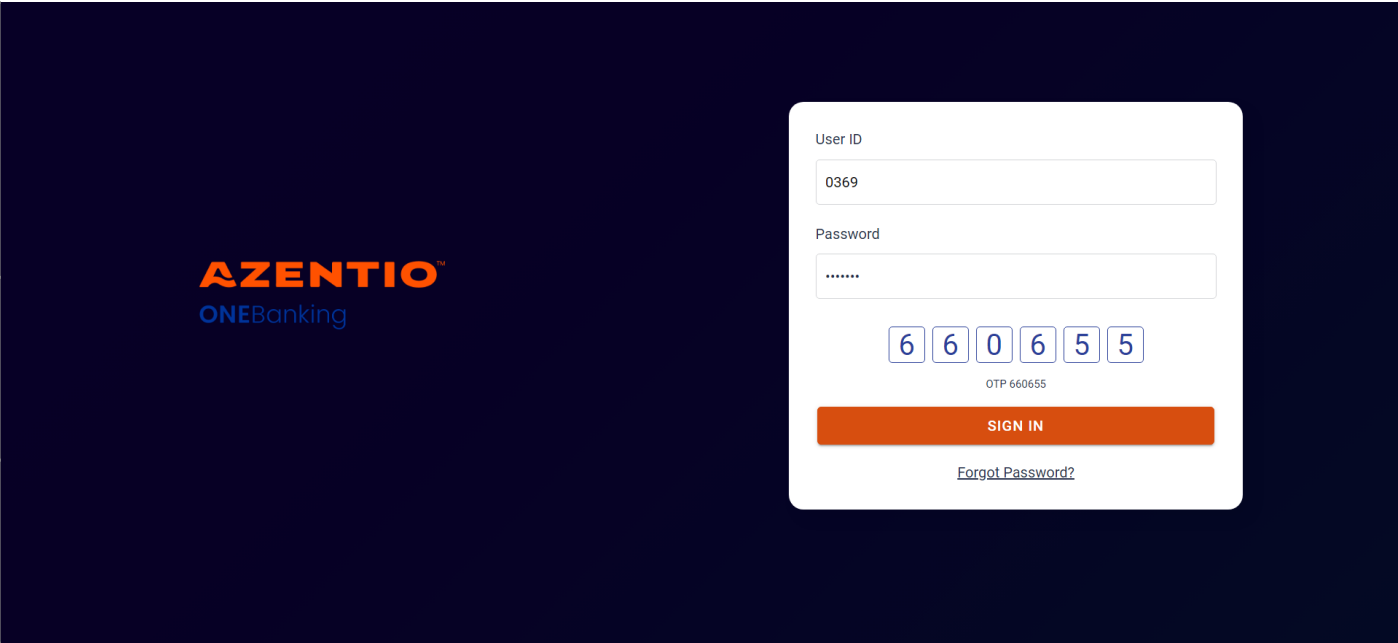 AZENTIO™
ONEBanking
User ID
0369
Password
•••••••
6 6 0 6 5 5
OTP 660655
SIGN IN
Forgot Password?